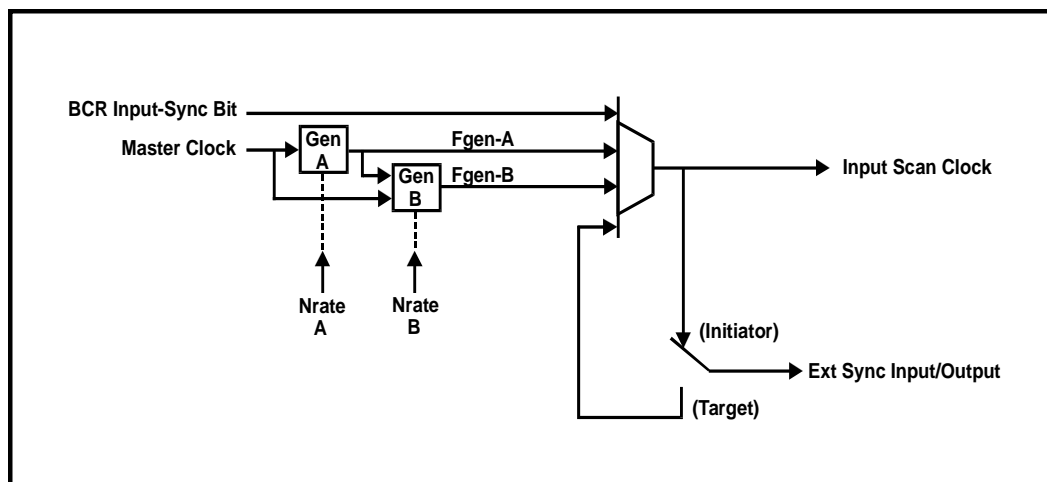 BCR Input-Sync Bit
Master Clock
Gen
A
Fgen-A
Gen
B
Fgen-B
Input Scan Clock
Nrate
A
Nrate
B
(Initiator)
Ext Sync Input/Output
(Target)